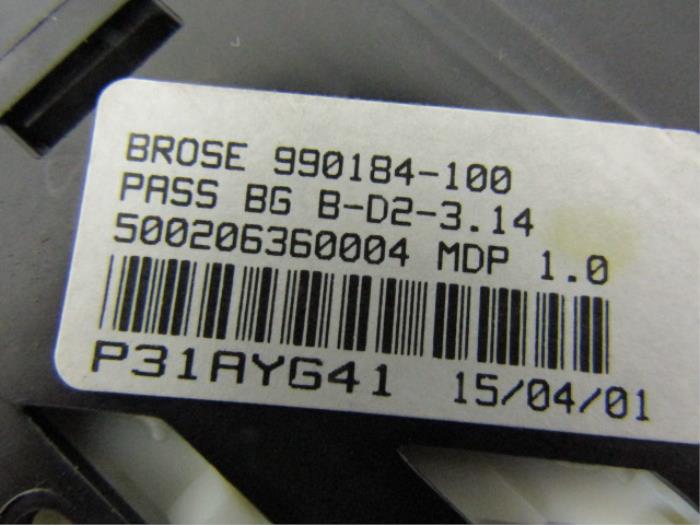 BROSE 990184-100
PASS BG B-D2-3.14
500206360004 MDP 1.0
P31AYG41 15/04/01